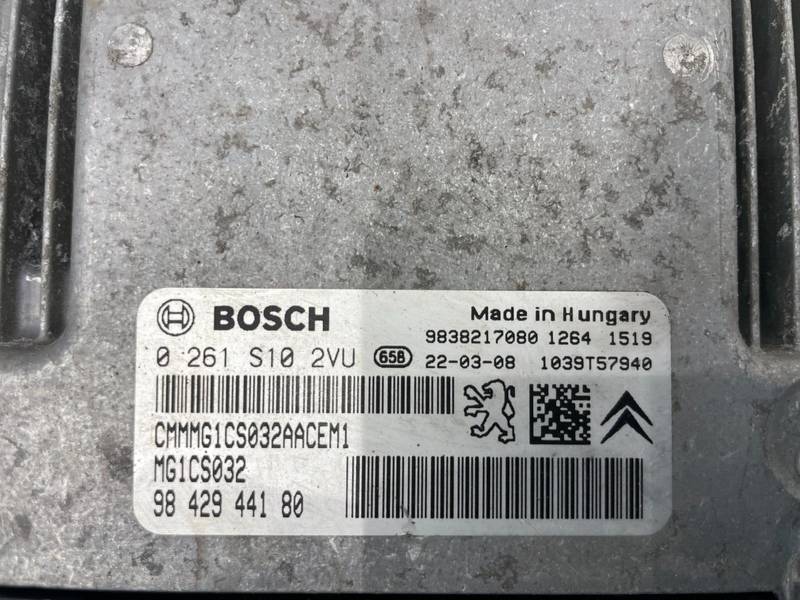 BOSCH Made in Hungary
9838217080 1264 1519
0 261 S10 2VU 658 22-03-08 1039T57940
CMMMG1CS032AACEM1
MG1CS032
98 429 441 80